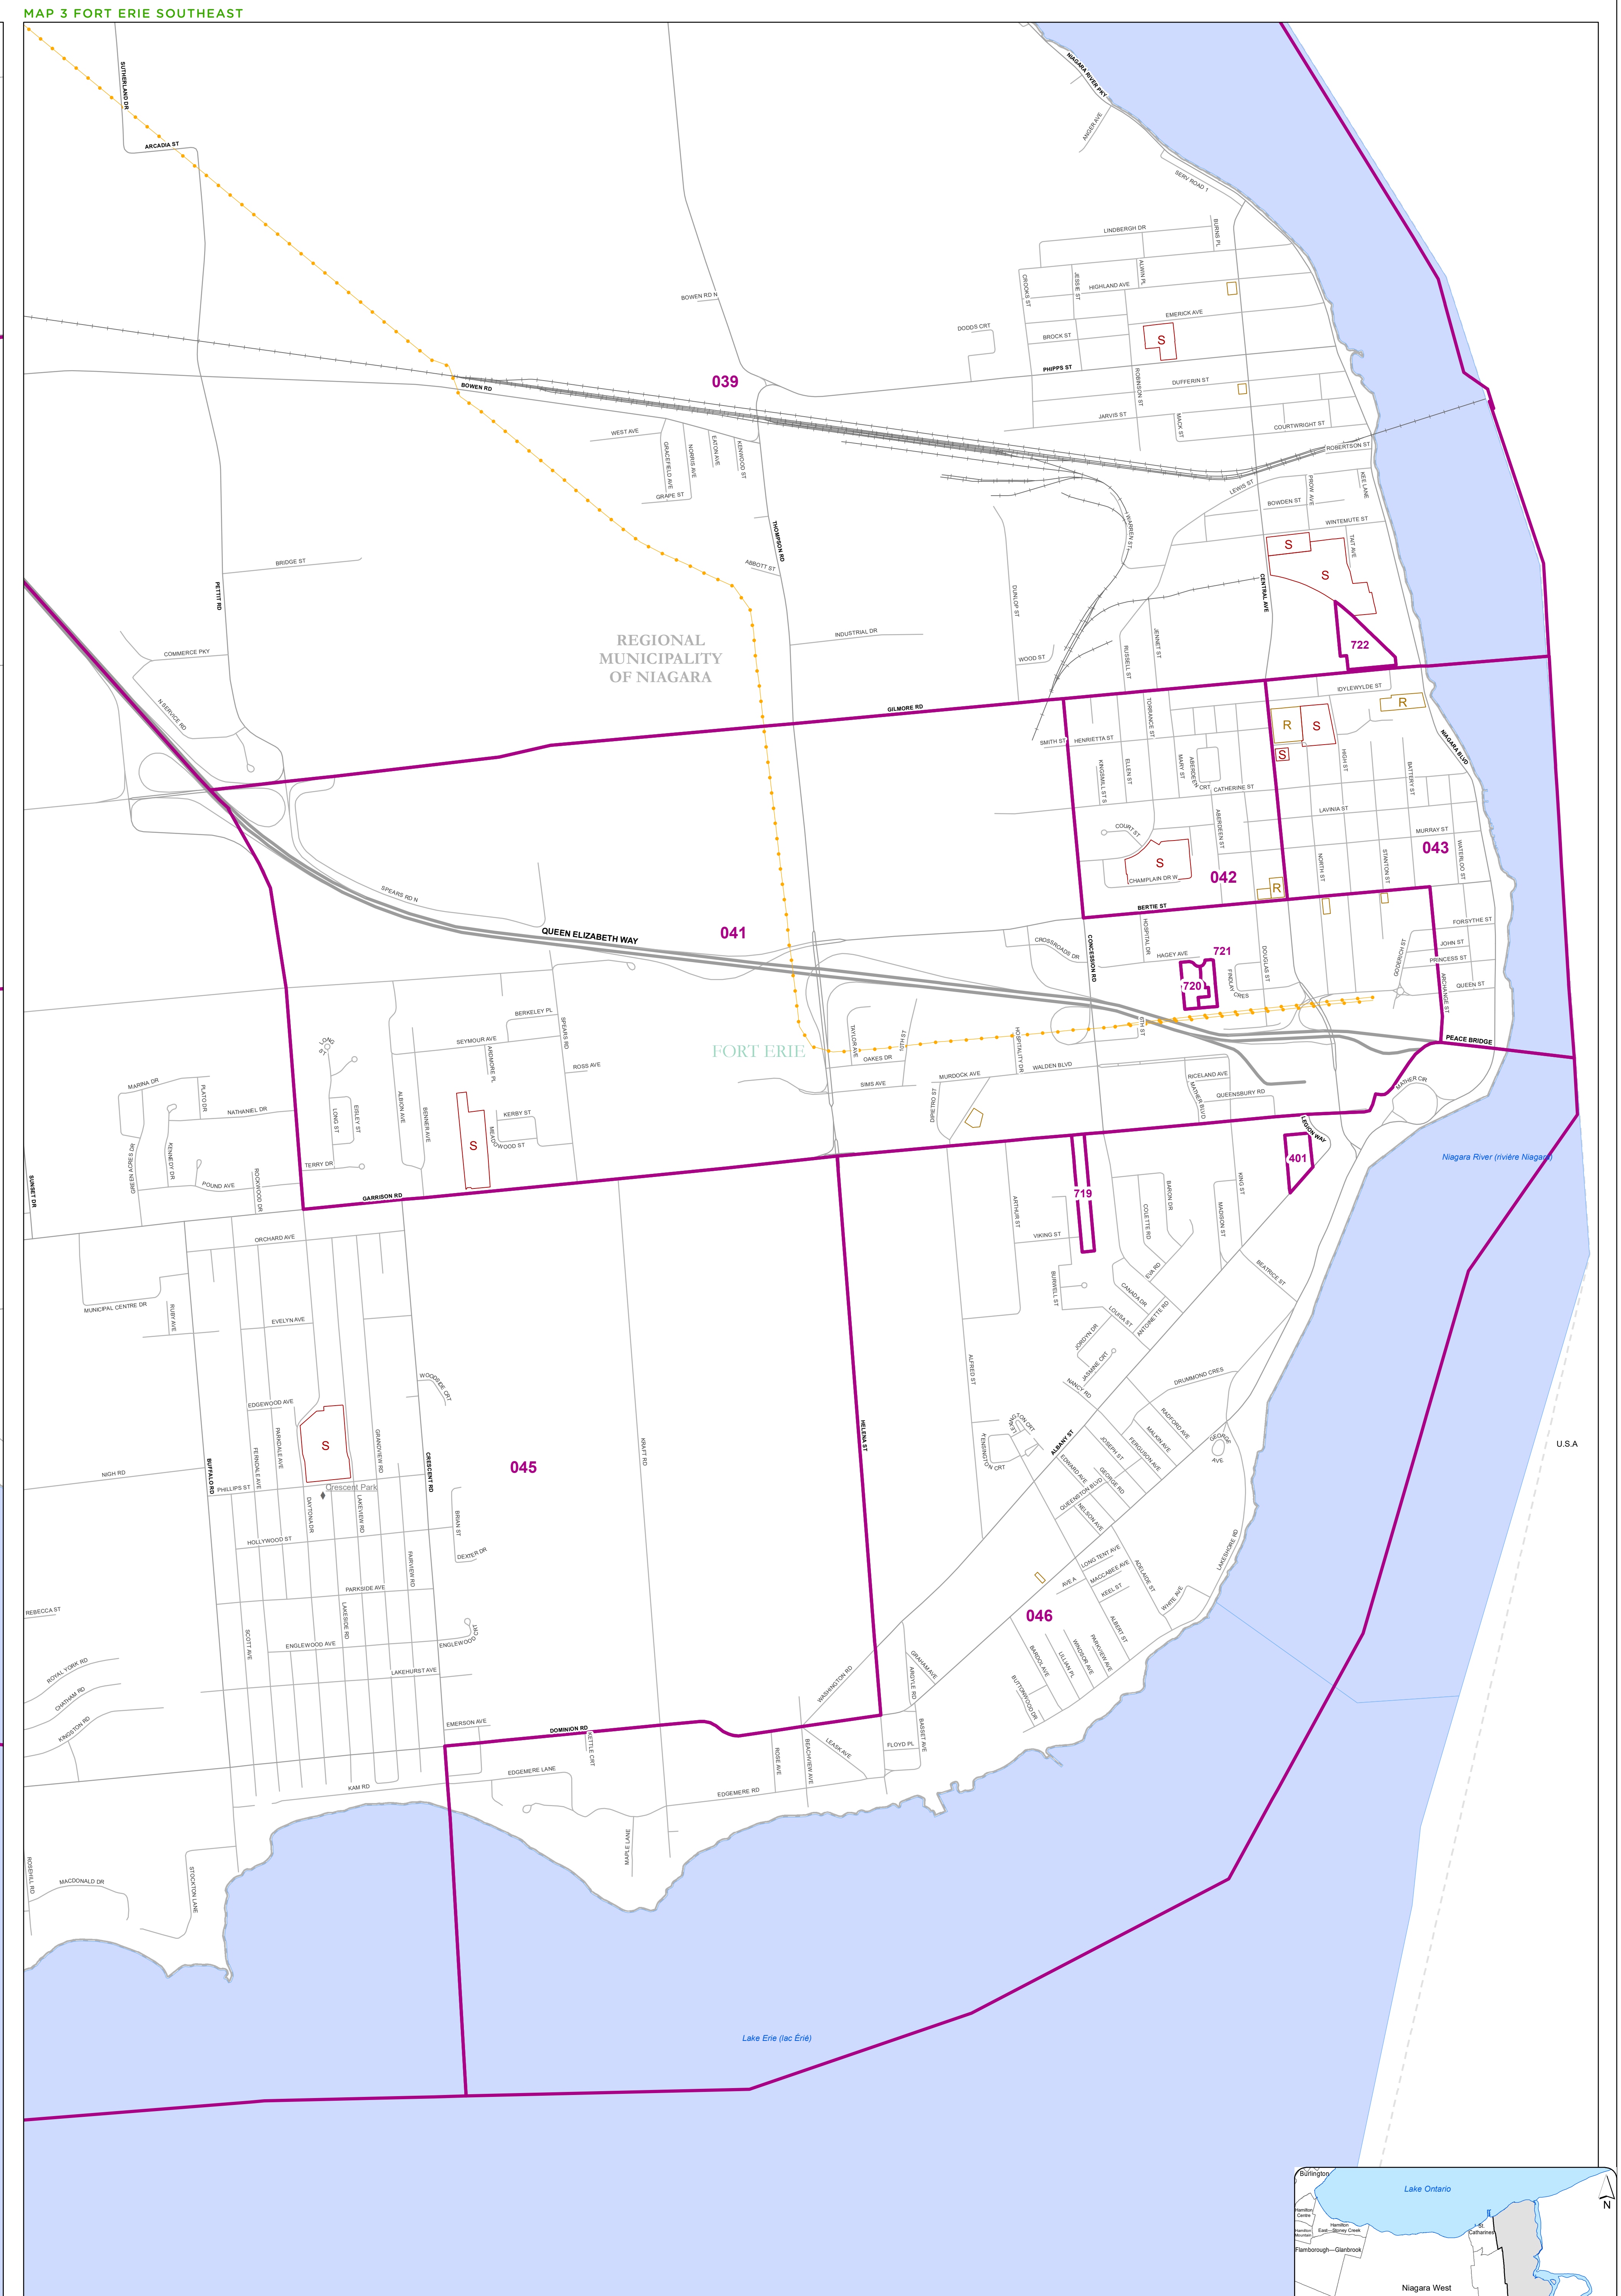 MAP 3 FORT ERIE SOUTHEAST
SUTHERLAND DR
ARCADIA ST
NIAGARA RIVER PKY
ANGER AVE
SERV ROAD 1
LINDBERGH DR
BURNS PL
CROOKS ST
JESSIE ST
ALWIN PL
HIGHLAND AVE
BOWEN RD N
EMERICK AVE
DODDS CRT
BROCK ST
S
PHIPPS ST
ROBINSON ST
DUFFERIN ST
BOWEN RD
039
JARVIS ST
MACK ST
COURTWRIGHT ST
WEST AVE
GRACEFIELD AVE
NORRIS AVE
EATON AVE
KENWOOD ST
ROBERTSON ST
GRAPE ST
LEWIS ST
PROW AVE
KEE LANE
BOWDEN ST
WINTEMUTE ST
THOMPSON RD
WARREN ST
TAIT AVE
S
S
BRIDGE ST
ABBOTT ST
PETTIT RD
DUNLOP ST
CENTRAL AVE
REGIONAL
MUNICIPALITY
OF NIAGARA
INDUSTRIAL DR
COMMERCE PKY
WOOD ST
RUSSELL ST
JENNET ST
722
N SERVICE RD
GILMORE RD
IDYLEWYLDE ST
TORRANCE ST
R
R
S
SMITH ST
HENRIETTA ST
NIAGARA BLVD
KINGSMILL ST S
ELLEN ST
MARY ST
ABERDEEN
CRT
S
HIGH ST
BATTERY ST
CATHERINE ST
LAVINIA ST
COURT ST
ABERDEEN ST
MURRAY ST
043
S
CHAMPLAIN DR W
042
NORTH ST
STANTON ST
WATERLOO ST
R
SPEARS RD N
BERTIE ST
QUEEN ELIZABETH WAY
041
CROSSROADS DR
CONCESSION RD
HOSPITAL DR
HAGEY AVE
721
720
FINDLAY
CRES
DOUGLAS ST
GODERICH ST
FORSYTHE ST
JOHN ST
PRINCESS ST
ARCHANGE ST
QUEEN ST
BERKELEY PL
SPEARS RD
SEYMOUR AVE
ARDMORE PL
FORT ERIE
TAYLOR AVE
OAKES DR
HOSPITALITY DR
PEACE BRIDGE
LONG
ST
ROSS AVE
SIMS AVE
MURDOCK AVE
WALDEN BLVD
RICELAND AVE
MATHER BLVD
QUEENSBURY RD
MATHER CIR
MARINA DR
PLATO DR
NATHANIEL DR
LONG ST
EISLEY ST
ALBION AVE
BENNER AVE
KERBY ST
MEAD
WOOD ST
S
DIPIETRO ST
LEGION WAY
GREEN ACRES DR
KENNEDY DR
TERRY DR
401
Niagara River (rivière Niagara)
SUNSET DR
POUND AVE
ROCKWOOD DR
GARRISON RD
719
ARTHUR ST
KING ST
BARON DR
COLETTE RD
MADISON ST
ORCHARD AVE
VIKING ST
EVA RD
BEATRICE ST
MUNICIPAL CENTRE DR
RUBY AVE
BURWELL ST
CANADA DR
LOUISA ST
ANTOINETTE RD
EVELYN AVE
JORDYN DR
JASMINE CRT
ALFRED ST
NANCY RD
DRUMMOND CRES
WOODSIDE CRT
EDGEWOOD AVE
PARKDALE AVE
FERNDALE AVE
S
GRANDVIEW RD
CRESCENT RD
KRAFT RD
HELENA ST
KENSINGTON CRT
ALBANY ST
RADFORD AVE
MALKIN AVE
FERGUSON AVE
JOSEPH ST
GEORGE
AVE
U.S.A
NIGH RD
BUFFALO RD
045
PHILLIPS ST
Crescent Park
EDWARD AVE
GEORGE RD
QUEENSTON BLVD
NELSON AVE
DAYTONA DR
LAKEVIEW RD
BRIAN ST
HOLLYWOOD ST
DEXTER DR
FAIRVIEW RD
LAKESHORE RD
LONG TENT AVE
AVE A
MACCABEE AVE
KEEL ST
ADELAIDE ST
WHITE AVE
PARKSIDE AVE
REBECCA ST
LAKESIDE RD
SCOTT AVE
046
ALBERT ST
ENGLEWOOD AVE
ENGLEWOOD
CRT
BARDOL AVE
LILLIAN PL
WINDSOR AVE
PARKVIEW AVE
ROYAL YORK RD
LAKEHURST AVE
WASHINGTON RD
GRAHAM AVE
ARGYLE RD
BUTTONWOOD DR
CHATHAM RD
KINGSTON RD
EMERSON AVE
DOMINION RD
KETTLE CRT
ROSE AVE
BEACHVIEW AVE
LEASK AVE
FLOYD PL
BASSET AVE
KAM RD
EDGEMERE LANE
EDGEMERE RD
MAPLE LANE
ROSEHILL RD
MACDONALD DR
STOCKTON LANE
Lake Erie (lac Érié)
Burlington
Lake Ontario
N
Hamilton
Centre
Hamilton
Mountain
Hamilton
East—Stoney Creek
St.
Catharines
Flamborough—Glanbrook
Niagara West